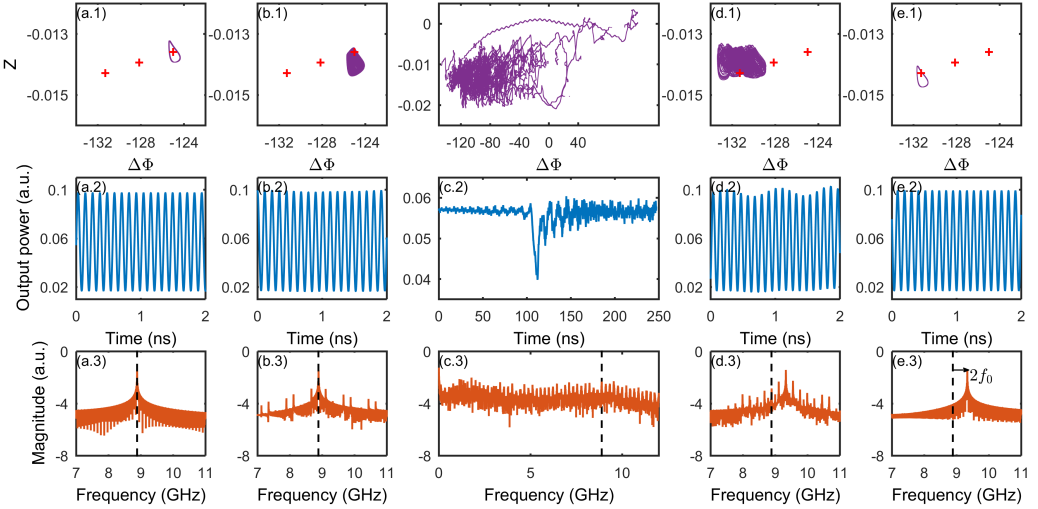 (a.1) (b.1) (d.1) (e.1)
Z
-0.013 -0.013 0 -0.013 -0.013
-0.01
-0.015 -0.015 -0.02 -0.015 -0.015
-132 -128 -124 -132 -128 -124 -120 -80 -40 0 40 -132 -128 -124 -132 -128 -124
ΔΦ ΔΦ ΔΦ ΔΦ ΔΦ
(a.2) (b.2) (c.2) (d.2) (e.2)
Output power (a.u.)
0.1 0.1 0.06 0.1 0.1
0.06 0.06 0.05 0.06 0.06
0.02 0.02 0.04 0.02 0.02
0 1 2 0 1 2 0 50 100 150 200 250 0 1 2 0 1 2
Time (ns) Time (ns) Time (ns) Time (ns) Time (ns)
(a.3) (b.3) (c.3) (d.3) (e.3)
Magnitude (a.u.)
0 0 0 0 0
2f₀
-4 -4 -4 -4 -4
-8 -8 -8 -8 -8
7 8 9 10 11 7 8 9 10 11 0 5 10 7 8 9 10 11 7 8 9 10 11
Frequency (GHz) Frequency (GHz) Frequency (GHz) Frequency (GHz) Frequency (GHz)